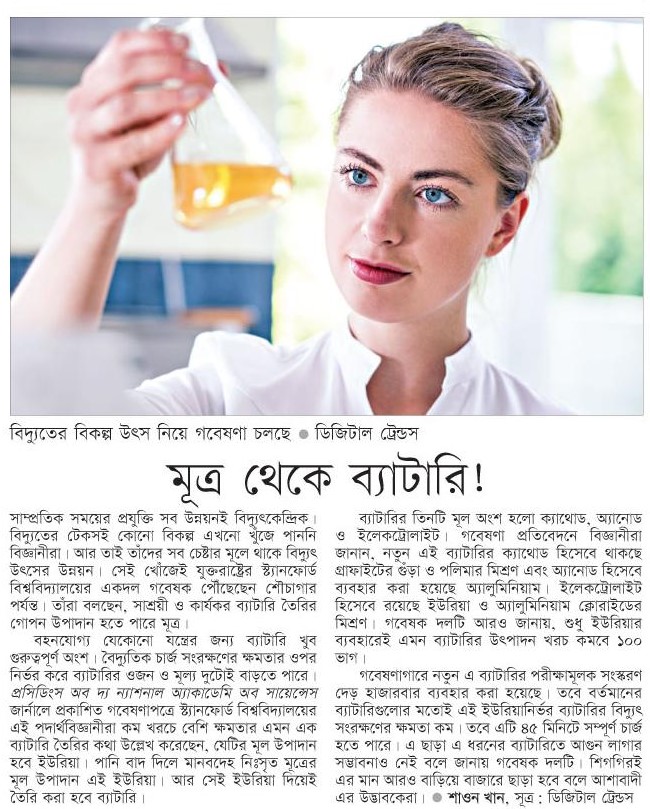 বিদ্যুতের বিকল্প উৎস নিয়ে গবেষণা চলছে ● ডিজিটাল ট্রেন্ডস
মূত্র থেকে ব্যাটারি!
সাম্প্রতিক সময়ের প্রযুক্তি সব উন্নয়নই বিদ্যুৎকেন্দ্রিক।
বিদ্যুতের টেকসই কোনো বিকল্প এখনো খুঁজে পাননি
বিজ্ঞানীরা। আর তাই তাঁদের সব চেষ্টার মূলে থাকে বিদ্যুৎ
উৎসের উন্নয়ন। সেই খোঁজেই যুক্তরাষ্ট্রের স্ট্যানফোর্ড
বিশ্ববিদ্যালয়ের একদল গবেষক পৌঁছেছেন শৌচাগার
পর্যন্ত। তাঁরা বলছেন, সাশ্রয়ী ও কার্যকর ব্যাটারি তৈরির
গোপন উপাদান হতে পারে মূত্র।
বহনযোগ্য যেকোনো যন্ত্রের জন্য ব্যাটারি খুব
গুরুত্বপূর্ণ অংশ। বৈদ্যুতিক চার্জ সংরক্ষণের ক্ষমতার ওপর
নির্ভর করে ব্যাটারির ওজন ও মূল্য দুটোই বাড়তে পারে।
প্রসিডিংস অব দ্য ন্যাশনাল অ্যাকাডেমি অব সায়েন্সেস
জার্নালে প্রকাশিত গবেষণাপত্রে স্ট্যানফোর্ড বিশ্ববিদ্যালয়ের
এই পদার্থবিজ্ঞানীরা কম খরচে বেশি ক্ষমতার এমন এক
ব্যাটারি তৈরির কথা উল্লেখ করেছেন, যেটির মূল উপাদান
হবে ইউরিয়া। পানি বাদ দিলে মানবদেহ নিঃসৃত মূত্রের
মূল উপাদান এই ইউরিয়া। আর সেই ইউরিয়া দিয়েই
তৈরি করা হবে ব্যাটারি।
ব্যাটারির তিনটি মূল অংশ হলো ক্যাথোড, অ্যানোড
ও ইলেকট্রোলাইট। গবেষণা প্রতিবেদনে বিজ্ঞানীরা
জানান, নতুন এই ব্যাটারির ক্যাথোড হিসেবে থাকছে
গ্রাফাইটের গুঁড়া ও পলিমার মিশ্রণ এবং অ্যানোড হিসেবে
ব্যবহার করা হয়েছে অ্যালুমিনিয়াম। ইলেকট্রোলাইট
হিসেবে রয়েছে ইউরিয়া ও অ্যালুমিনিয়াম ক্লোরাইডের
মিশ্রণ। গবেষক দলটি আরও জানায়, শুধু ইউরিয়ার
ব্যবহারেই এমন ব্যাটারির উৎপাদন খরচ কমবে ১০০
ভাগ।
গবেষণাগারে নতুন এ ব্যাটারির পরীক্ষামূলক সংস্করণ
দেড় হাজারবার ব্যবহার করা হয়েছে। তবে বর্তমানের
ব্যাটারিগুলোর মতোই এই ইউরিয়ানির্ভর ব্যাটারির বিদ্যুৎ
সংরক্ষণের ক্ষমতা কম। তবে এটি ৪৫ মিনিটে সম্পূর্ণ চার্জ
হতে পারে। এ ছাড়া এ ধরনের ব্যাটারিতে আগুন লাগার
সম্ভাবনাও নেই বলে জানায় গবেষক দলটি। শিগগিরই
এর মান আরও বাড়িয়ে বাজারে ছাড়া হবে বলে আশাবাদী
এর উদ্ভাবকেরা। ● শাওন খান, সূত্র: ডিজিটাল ট্রেন্ডস